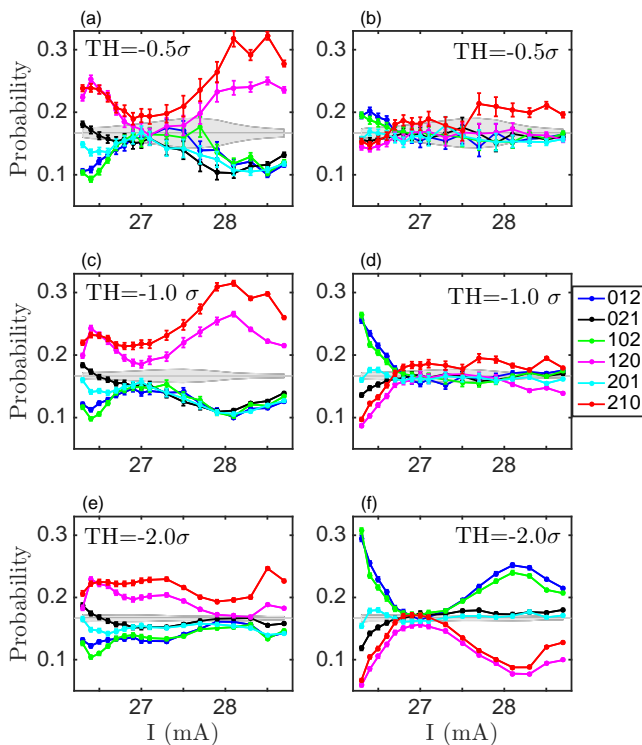 (a)
(b)
TH=-0.5σ
TH=-0.5σ
Probability
0.3
0.2
0.1
27
28
27
28
(c)
(d)
TH=-1.0 σ
TH=-1.0 σ
Probability
0.3
0.2
0.1
27
28
27
28
012
021
102
120
201
210
(e)
(f)
TH=-2.0σ
TH=-2.0σ
Probability
0.3
0.2
0.1
27
28
27
28
I (mA)
I (mA)